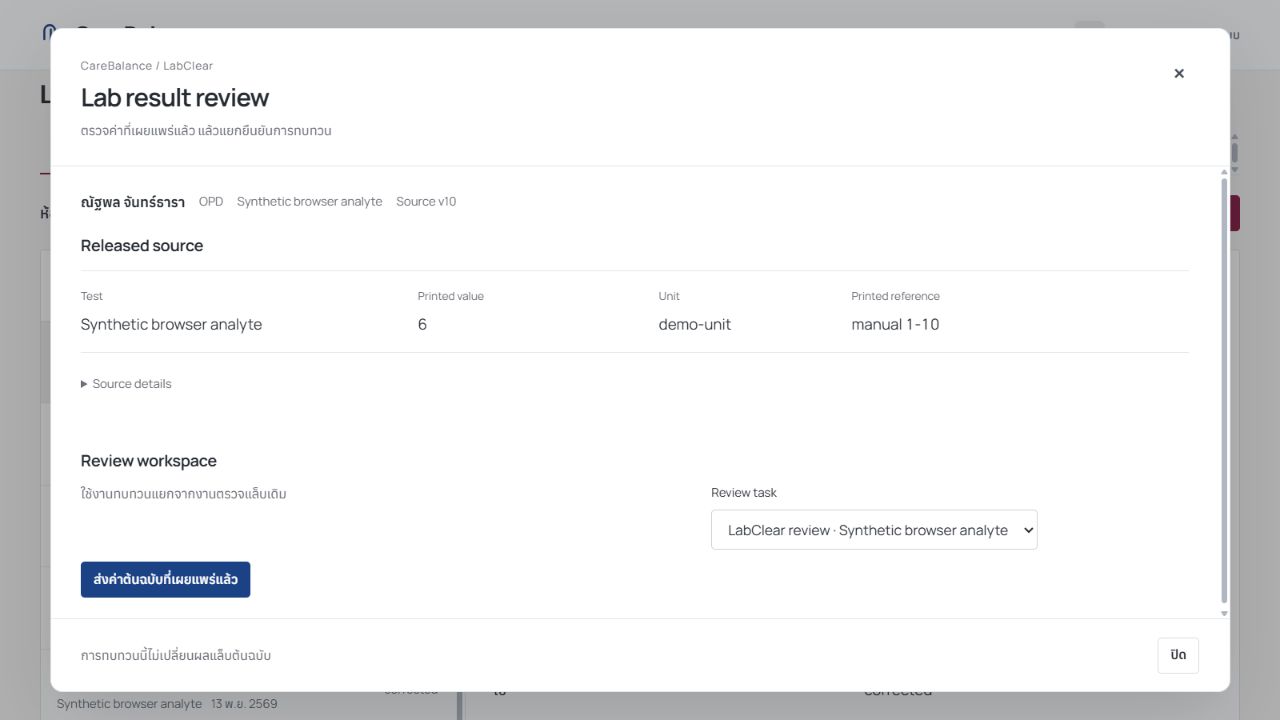 CareBalance / LabClear
Lab result review
ตรวจค่าที่เผยแพร่แล้ว แล้วแยกยืนยันการทบทวน
ณัฐพล จันทร์ธารา OPD Synthetic browser analyte Source v10
Released source
Test Printed value Unit Printed reference
Synthetic browser analyte 6 demo-unit manual 1-10
Source details
Review workspace
ใช้งานทบทวนแยกจากงานตรวจแล็บเดิม
Review task
LabClear review · Synthetic browser analyte
ส่งค่าต้นฉบับที่เผยแพร่แล้ว
การทบทวนนี้ไม่เปลี่ยนผลแล็บต้นฉบับ
ปิด
corrected
Synthetic browser analyte 13 พ.ย. 2569